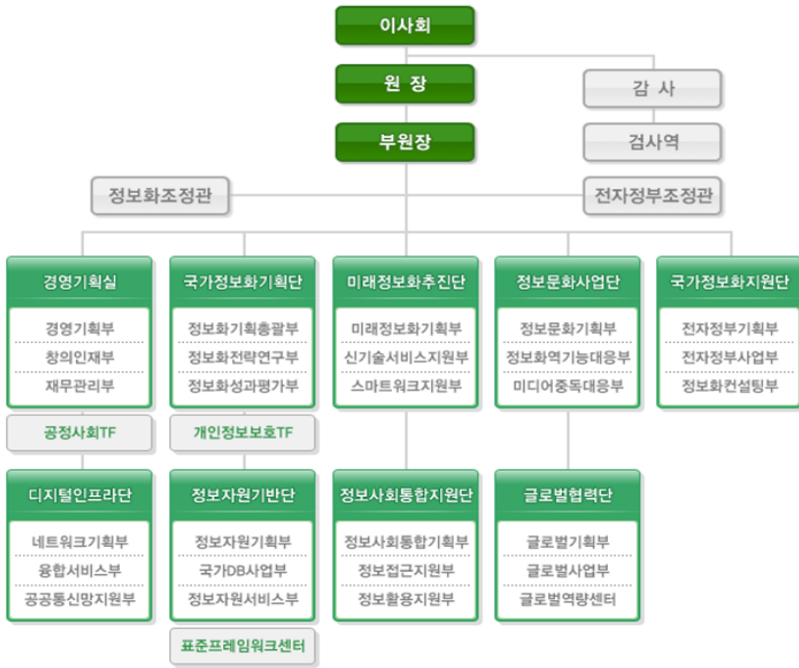 이사회
원 장
감 사
부원장
검사역
정보화조정관
전자정부조정관
경영기획실
경영기획부
창의인재부
재무관리부
공정사회TF
국가정보화기획단
정보화기획총괄부
정보화전략연구부
정보화성과평가부
개인정보보호TF
미래정보화추진단
미래정보화기획부
신기술서비스지원부
스마트워크지원부
정보문화사업단
정보문화기획부
정보화역기능대응부
미디어중독대응부
국가정보화지원단
전자정부기획부
전자정부사업부
정보화컨설팅부
디지털인프라단
네트워크기획부
융합서비스부
공공통신망지원부
정보자원기반단
정보자원기획부
국가DB사업부
정보자원서비스부
표준프레임워크센터
정보사회통합지원단
정보사회통합기획부
정보접근지원부
정보활용지원부
글로벌협력단
글로벌기획부
글로벌사업부
글로벌역량센터